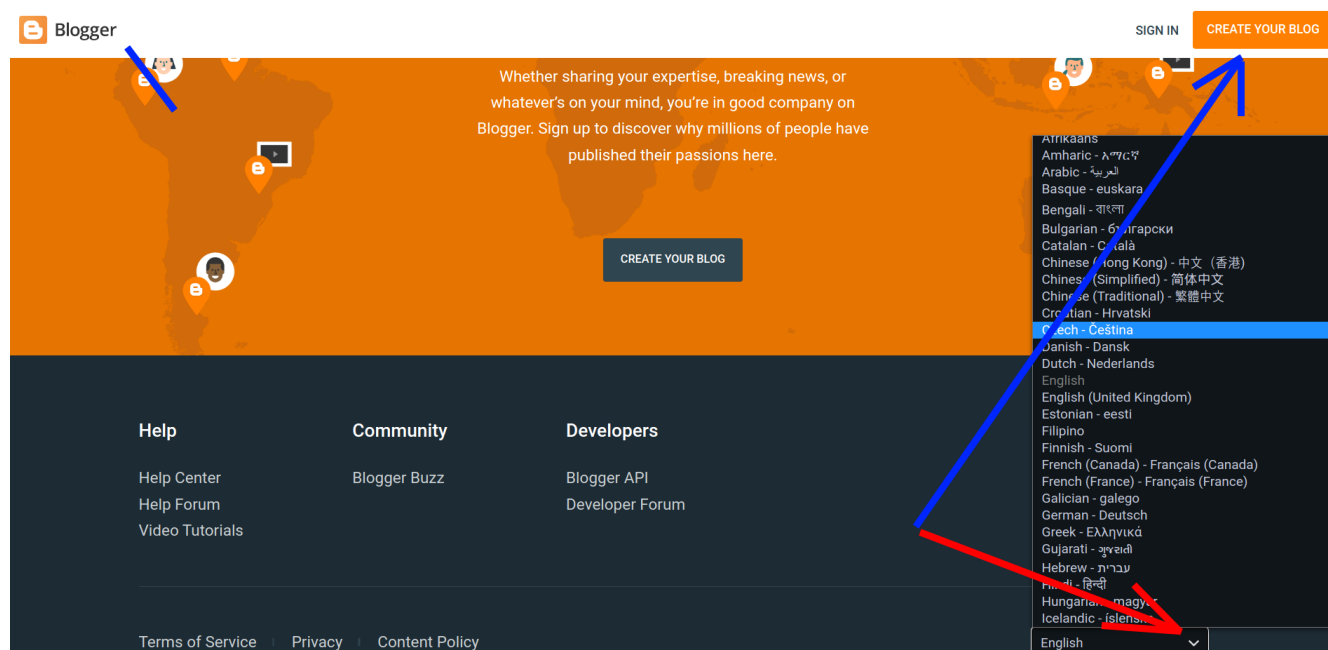 Blogger
SIGN IN
CREATE YOUR BLOG
Whether sharing your expertise, breaking news, or
whatever's on your mind, you're in good company on
Blogger. Sign up to discover why millions of people have
published their passions here.
CREATE YOUR BLOG
Afrikaans
Amharic - አማርኛ
Arabic - العربية
Basque - euskara
Bengali - বাংলা
Bulgarian - български
Catalan - Català
Chinese (Hong Kong) - 中文（香港）
Chinese (Simplified) - 简体中文
Chinese (Traditional) - 繁體中文
Croatian - Hrvatski
Czech - Čeština
Danish - Dansk
Dutch - Nederlands
English
English (United Kingdom)
Estonian - eesti
Filipino
Finnish - Suomi
French (Canada) - Français (Canada)
French (France) - Français (France)
Galician - galego
German - Deutsch
Greek - Ελληνικά
Gujarati - ગુજરાતી
Hebrew - עברית
Hindi - हिन्दी
Hungarian - magyar
Icelandic - íslenska
English
Help
Help Center
Help Forum
Video Tutorials
Community
Blogger Buzz
Developers
Blogger API
Developer Forum
Terms of Service
Privacy
Content Policy